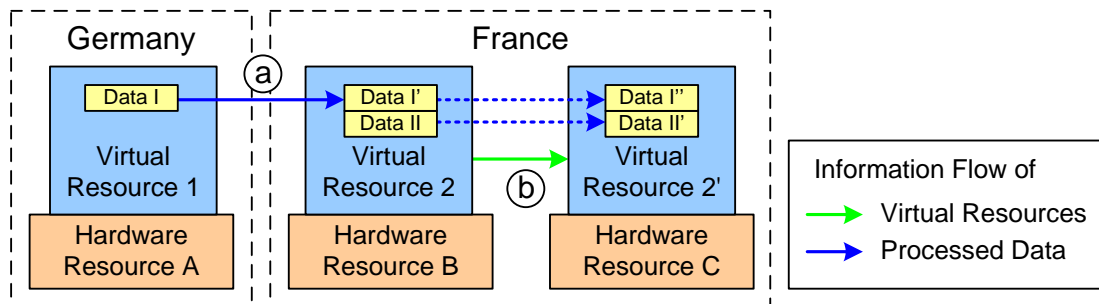 Germany
France
a
Data I
Data I’
Data I’’
Data II
Data II’
Virtual
Resource 1
Virtual
Resource 2
Virtual
Resource 2'
b
Hardware
Resource A
Hardware
Resource B
Hardware
Resource C
Information Flow of
Virtual Resources
Processed Data